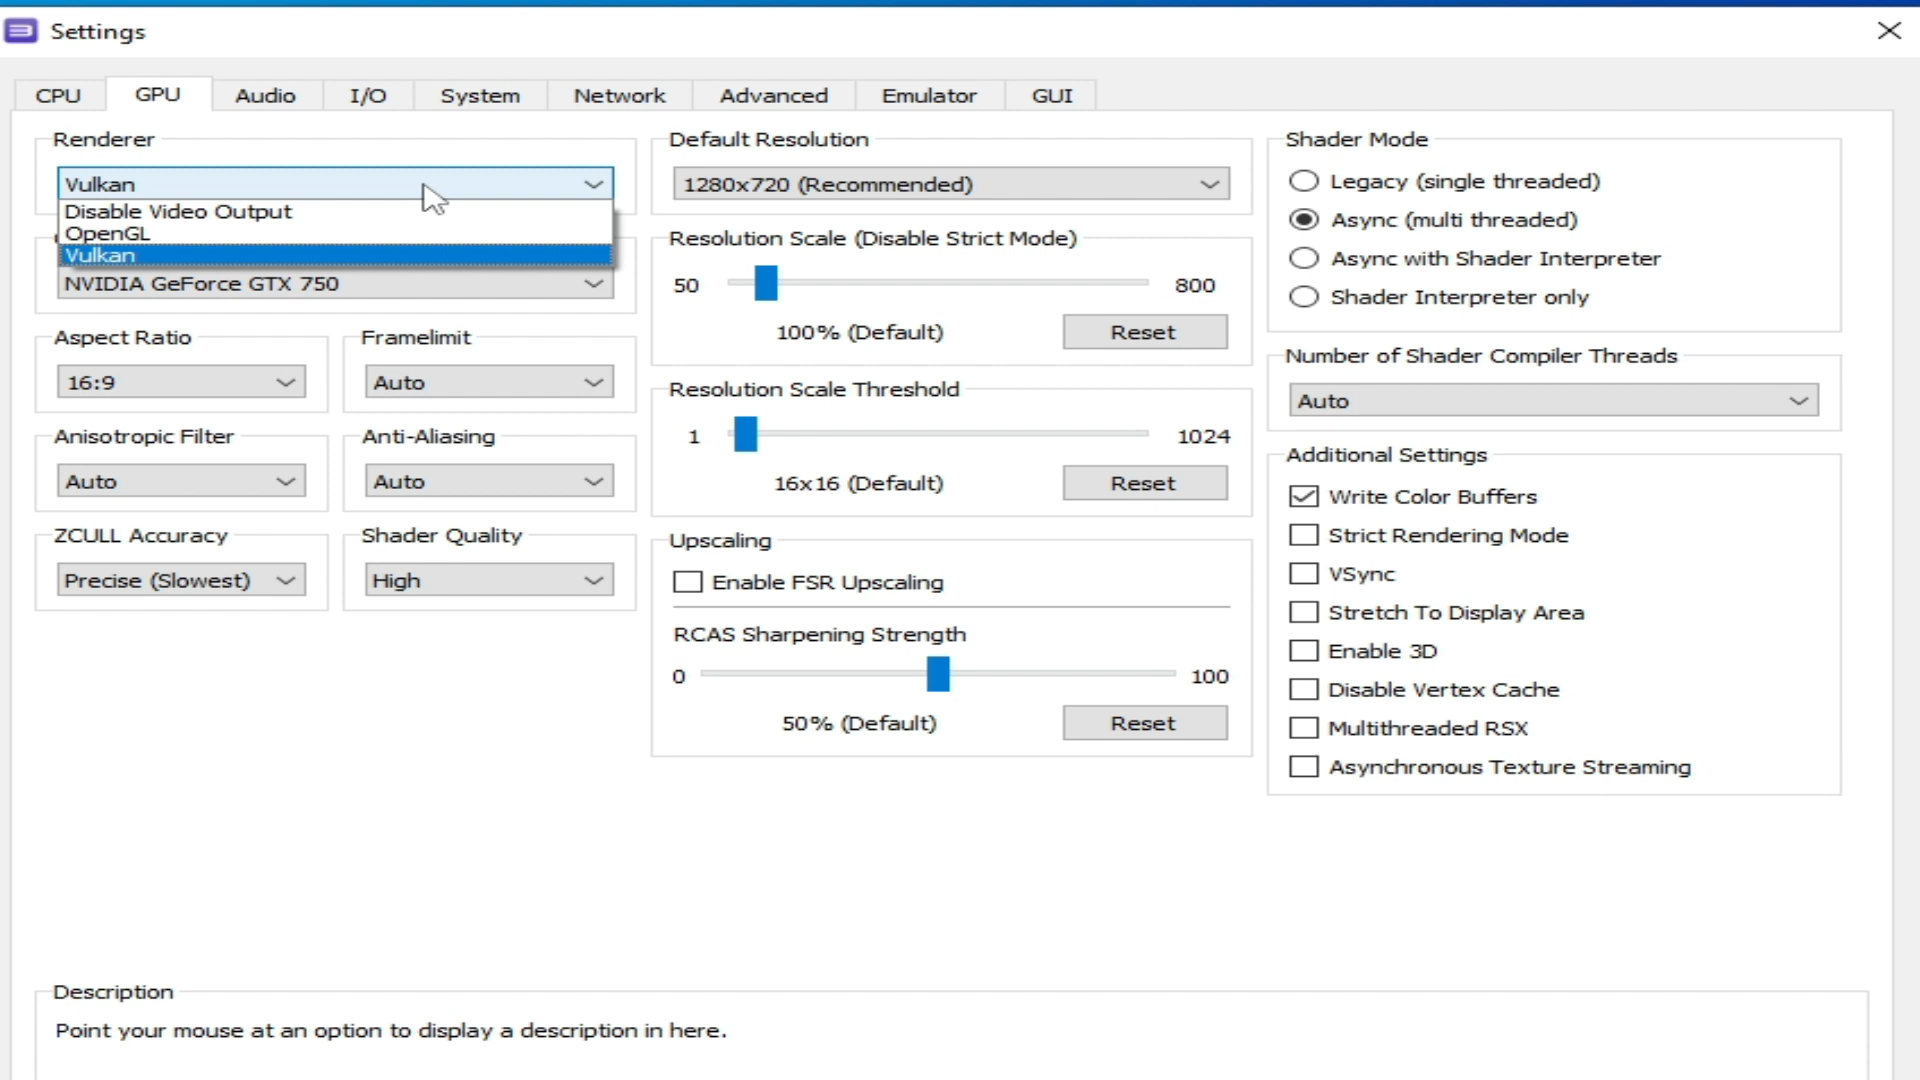 Settings
CPU
GPU
Audio
I/O
System
Network
Advanced
Emulator
GUI
Renderer
Vulkan
Disable Video Output
OpenGL
Vulkan
NVIDIA GeForce GTX 750
Aspect Ratio
16:9
Framelimit
Auto
Anisotropic Filter
Auto
Anti-Aliasing
Auto
ZCULL Accuracy
Precise (Slowest)
Shader Quality
High
Default Resolution
1280x720 (Recommended)
Resolution Scale (Disable Strict Mode)
50
800
100% (Default)
Reset
Resolution Scale Threshold
1
1024
16x16 (Default)
Reset
Upscaling
Enable FSR Upscaling
RCAS Sharpening Strength
0
100
50% (Default)
Reset
Shader Mode
Legacy (single threaded)
Async (multi threaded)
Async with Shader Interpreter
Shader Interpreter only
Number of Shader Compiler Threads
Auto
Additional Settings
Write Color Buffers
Strict Rendering Mode
VSync
Stretch To Display Area
Enable 3D
Disable Vertex Cache
Multithreaded RSX
Asynchronous Texture Streaming
Description
Point your mouse at an option to display a description in here.